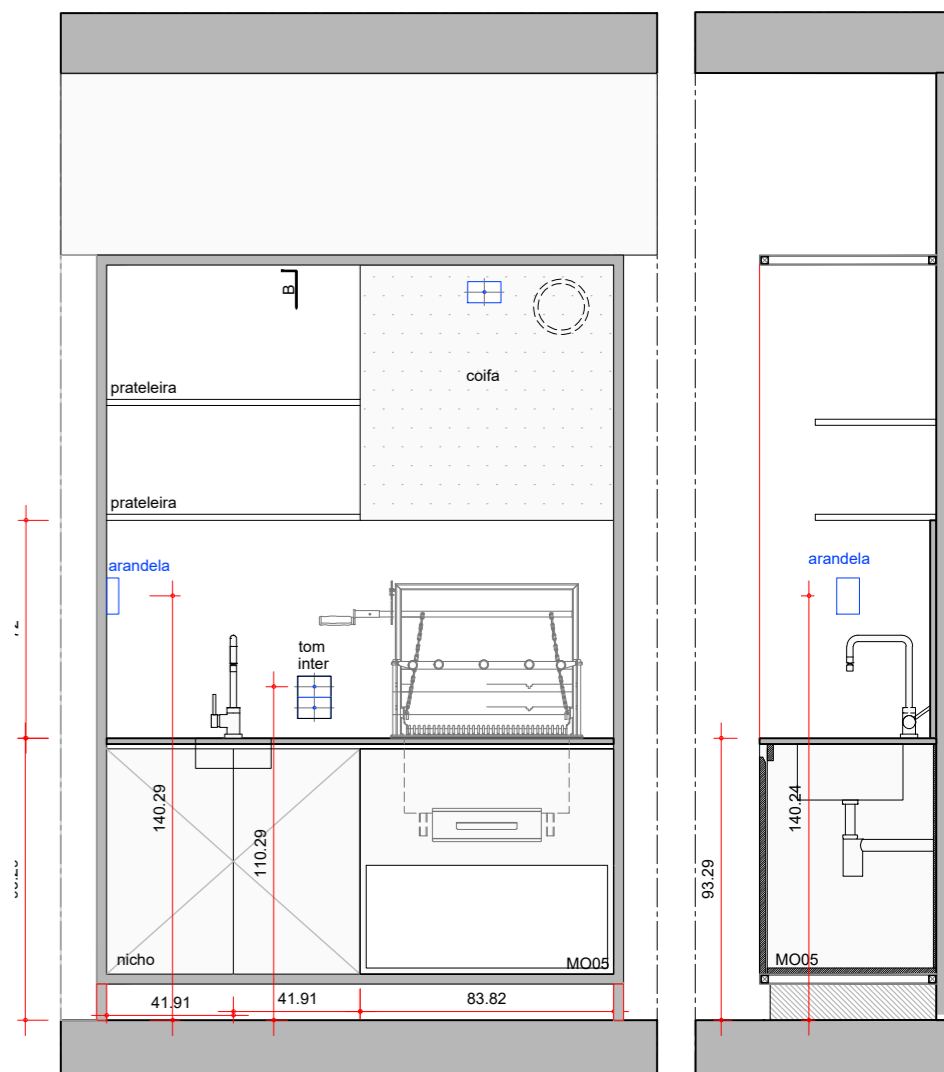 B
prateleira
coifa
prateleira
arandela
tom
inter
140.29
110.29
nicho
MO05
41.91
41.91
83.82
arandela
140.24
93.29
MO05